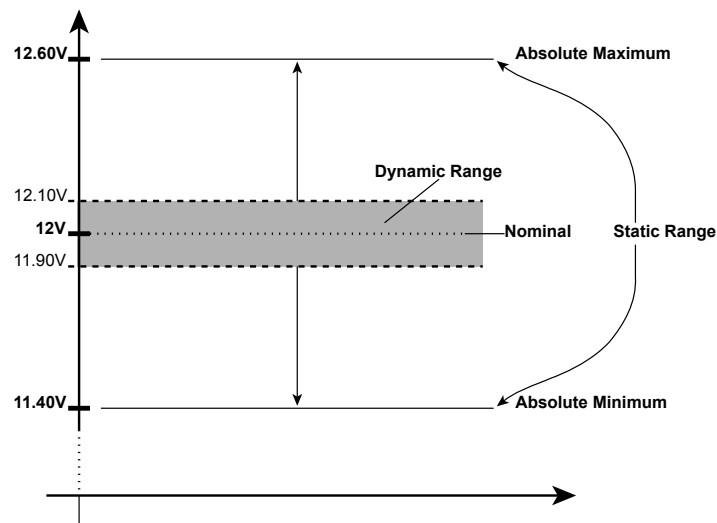 12.60V
Absolute Maximum
Dynamic Range
12.10V
12V
Nominal
Static Range
11.90V
11.40V
Absolute Minimum